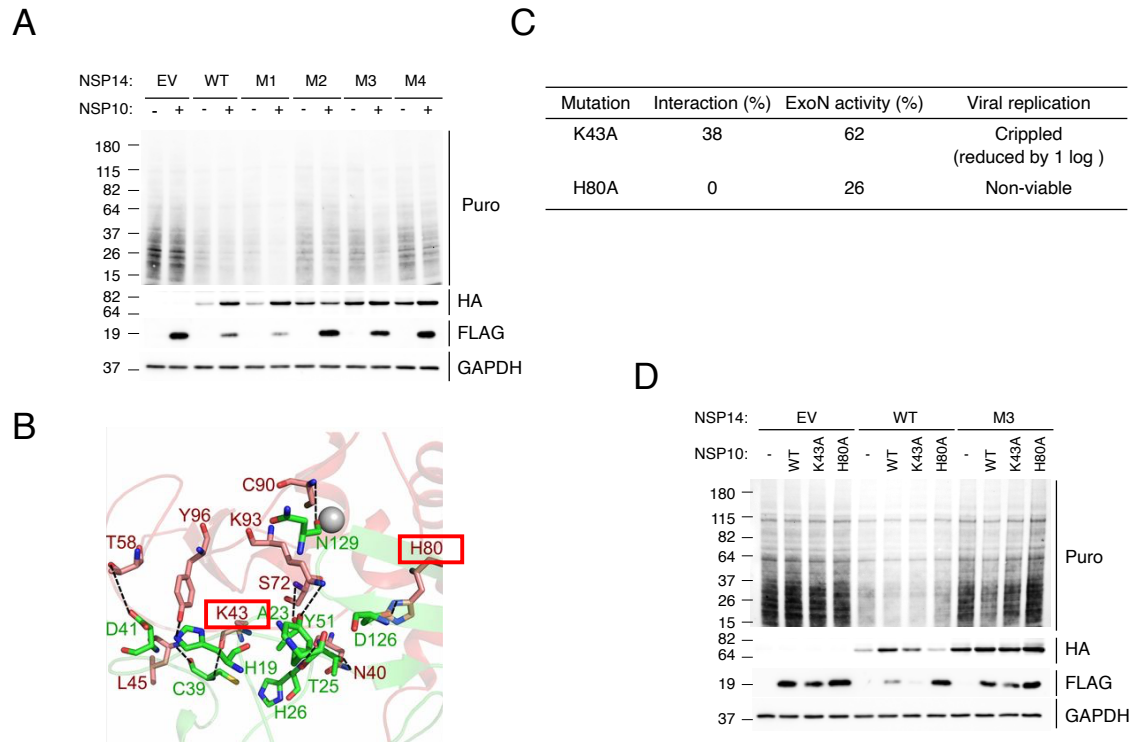 A
NSP14: EV WT M1 M2 M3 M4
NSP10: - + - + - + - + - + - +
180
115
82
64
37
26
15
Puro
82
64
HA
19
FLAG
37
GAPDH
B
C90
Y96
K93
T58
N129
H80
S72
K43
A23
Y51
D41
D126
H19
L45
N40
C39
T25
H26
C
Mutation Interaction (%) ExoN activity (%) Viral replication
K43A 38 62 Crippled
(reduced by 1 log )
H80A 0 26 Non-viable
D
NSP14: EV WT M3
NSP10: - WT K43A H80A - WT K43A H80A - WT K43A H80A
180
115
82
64
37
26
15
Puro
82
64
HA
19
FLAG
37
GAPDH